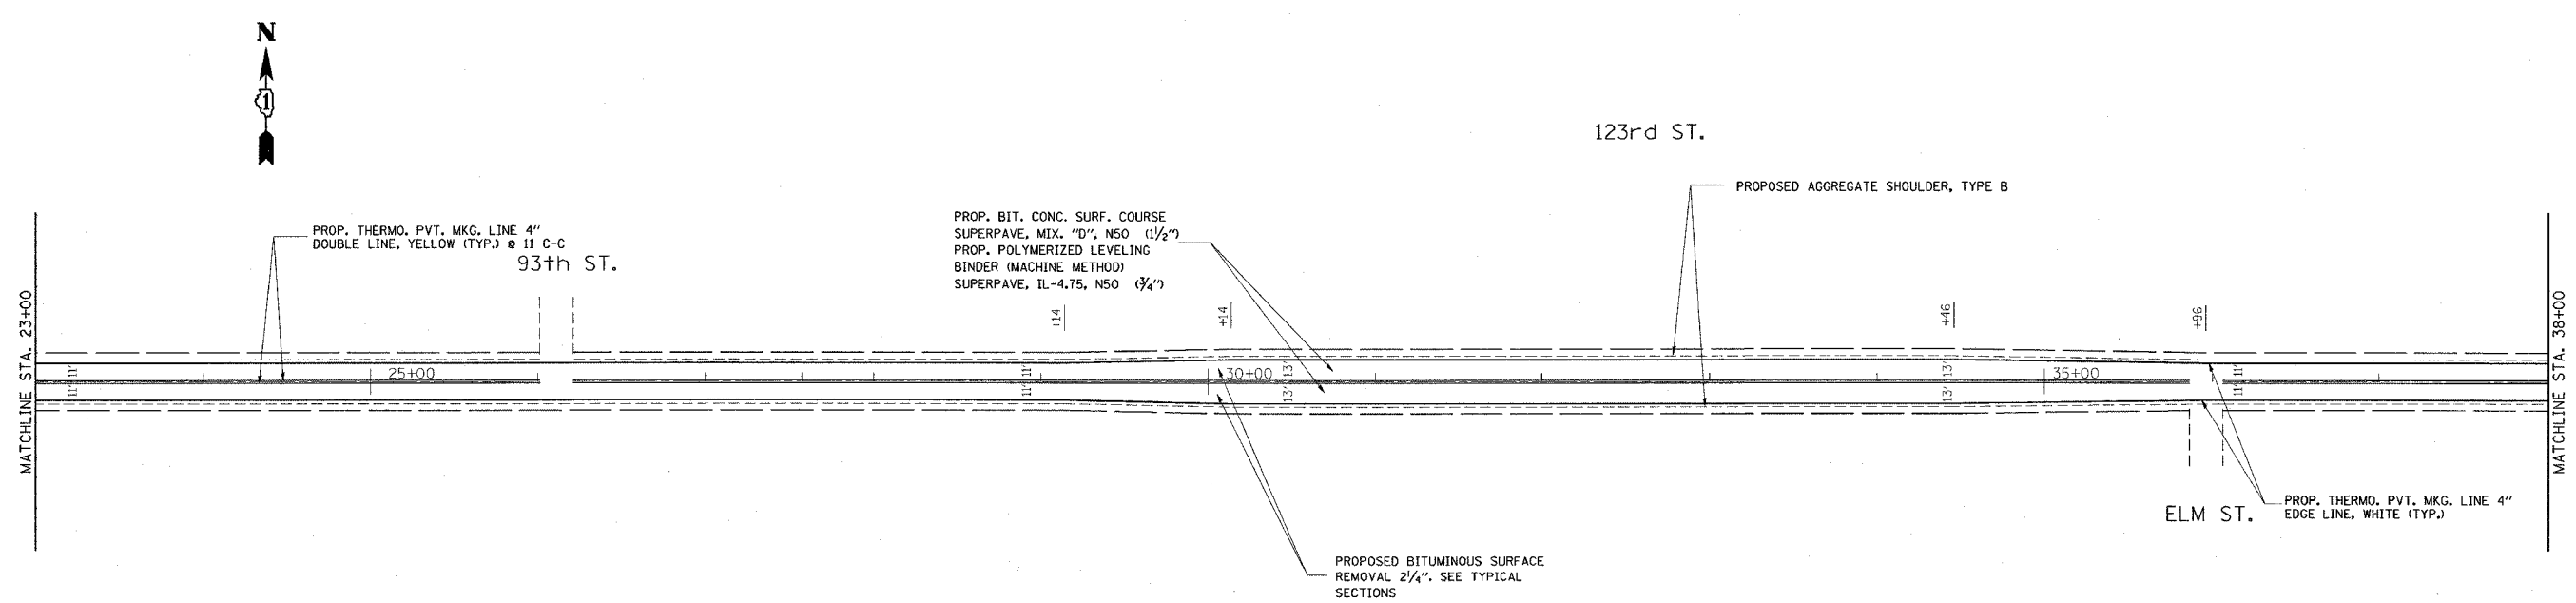 N
1
123rd ST.
PROPOSED AGGREGATE SHOULDER, TYPE B
PROP. THERMO. PVT. MKG. LINE 4"
DOUBLE LINE, YELLOW (TYP.) @ 11 C-C
93th ST.
PROP. BIT. CONC. SURF. COURSE
SUPERPAVE, MIX. "D", N50 (1½")
PROP. POLYMERIZED LEVELING
BINDER (MACHINE METHOD)
SUPERPAVE, IL-4.75, N50 (¾")
MATCHLINE STA. 23+00
+14
+14
+46
+96
MATCHLINE STA. 38+00
11' 11'
25+00
11' 11'
30+00
13' 13'
13' 13'
35+00
11' 11'
PROP. THERMO. PVT. MKG. LINE 4"
EDGE LINE, WHITE (TYP.)
ELM ST.
PROPOSED BITUMINOUS SURFACE
REMOVAL 2¼". SEE TYPICAL
SECTIONS